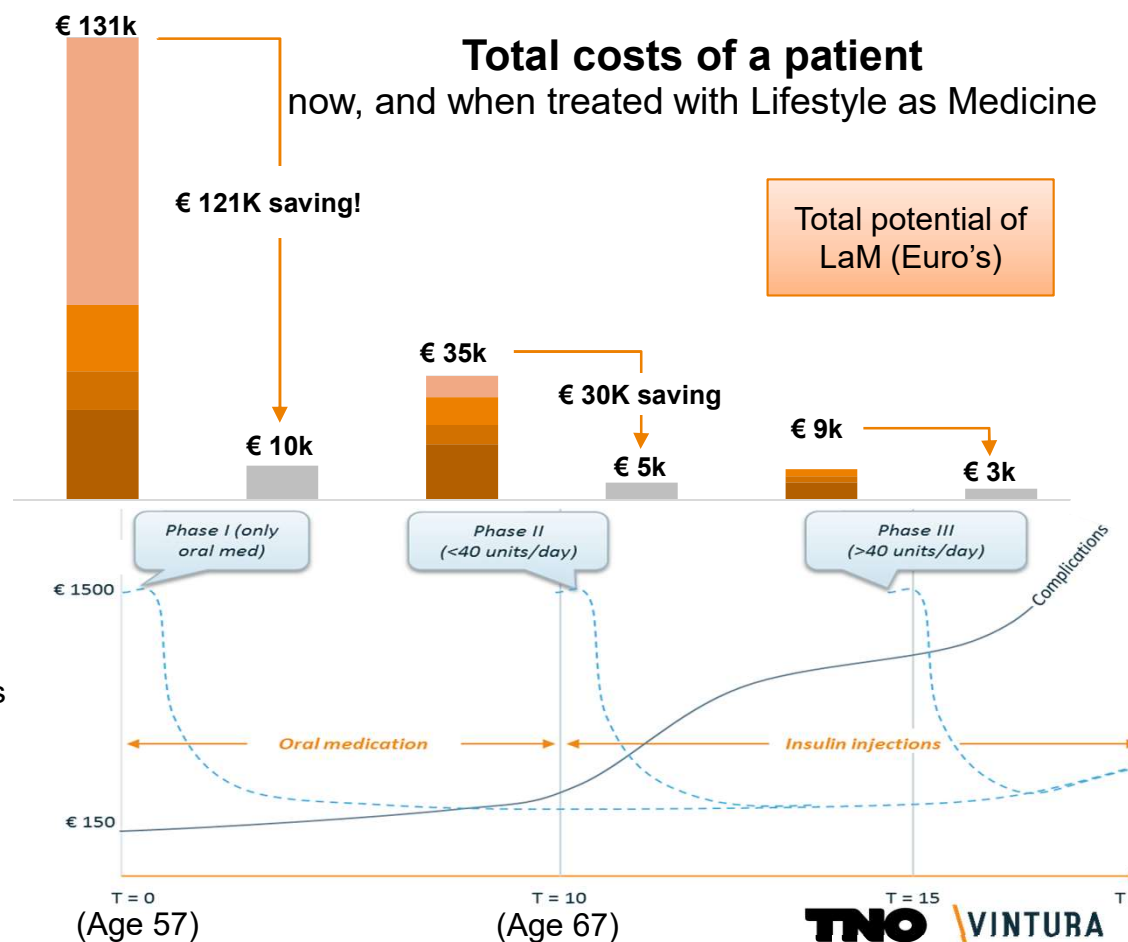 € 131k
Total costs of a patient
now, and when treated with Lifestyle as Medicine
€ 121K saving!
Total potential of
LaM (Euro's)
€ 35k
€ 30K saving
€ 9k
€ 10k
€ 5k
€ 3k
Phase I (only
oral med)
Phase II
(<40 units/day)
Phase III
(>40 units/day)
Complications
€ 1500
s
Oral medication
Insulin injections
€ 150
T = 0
T = 10
T = 15
T
(Age 57)
(Age 67)
TNO
VINTURA